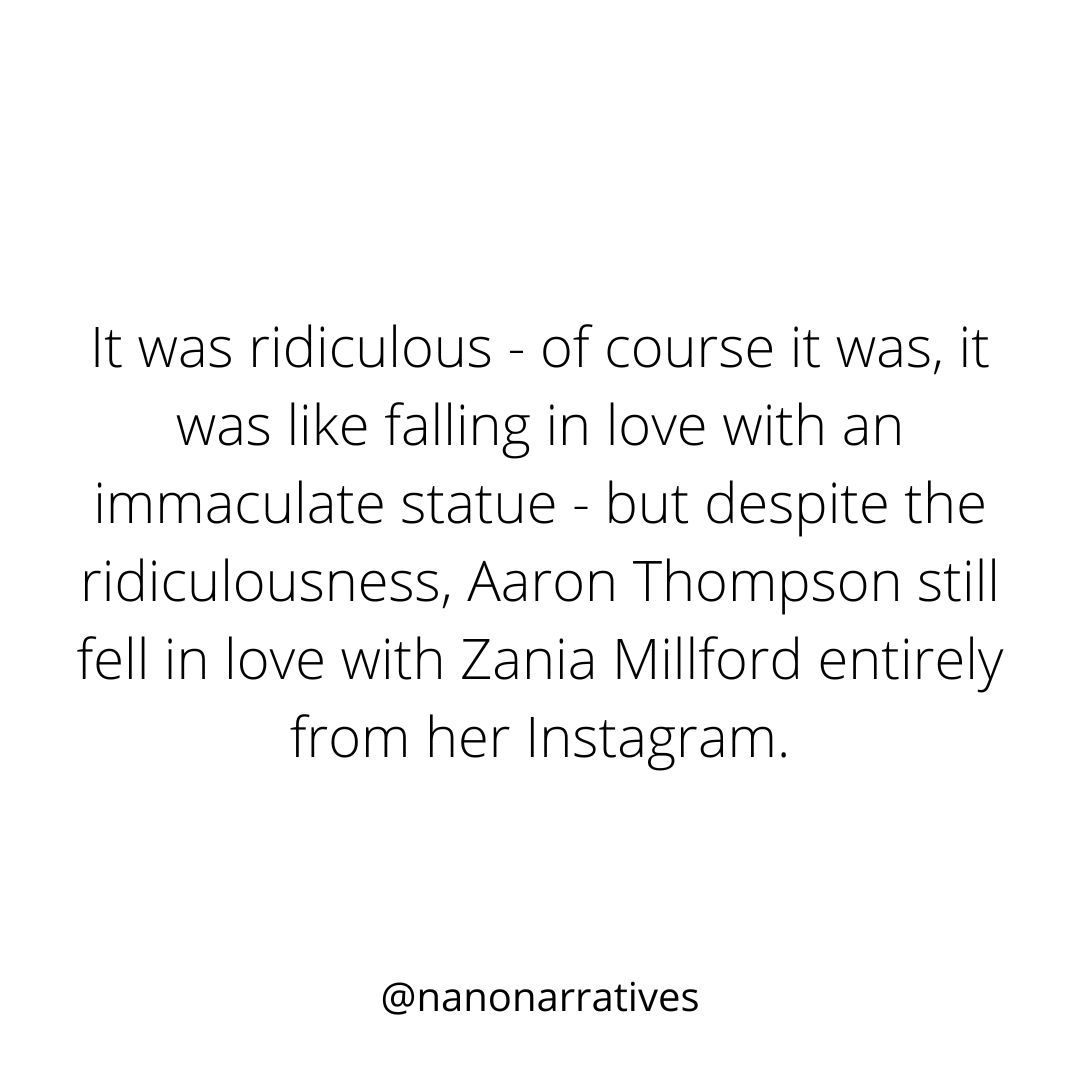 It was ridiculous - of course it was, it
was like falling in love with an
immaculate statue - but despite the
ridiculousness, Aaron Thompson still
fell in love with Zania Millford entirely
from her Instagram.
@nanonarratives